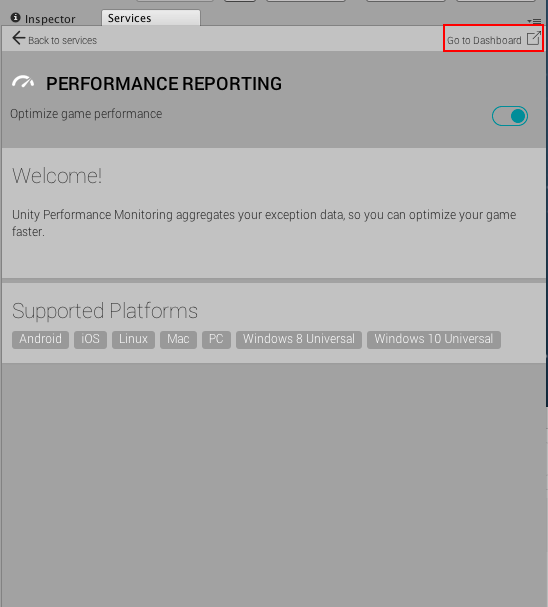 Inspector
Services
Back to services
Go to Dashboard
PERFORMANCE REPORTING
Optimize game performance
Welcome!
Unity Performance Monitoring aggregates your exception data, so you can optimize your game
faster.
Supported Platforms
Android iOS Linux Mac PC Windows 8 Universal Windows 10 Universal